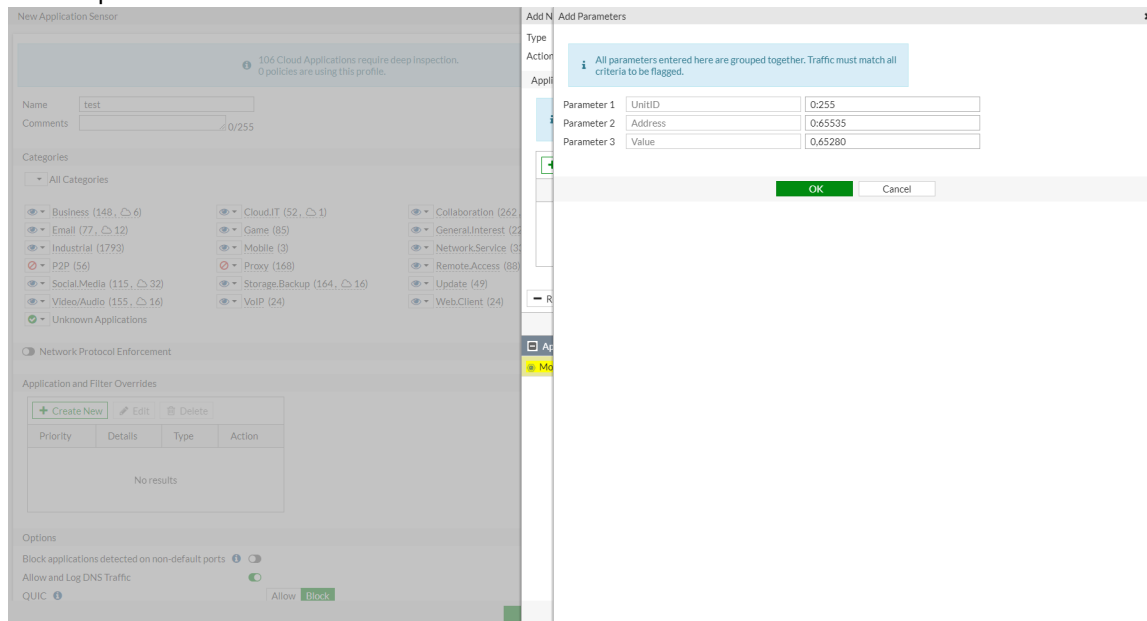 New Application Sensor
106 Cloud Applications require deep inspection.
0 policies are using this profile.
Name test
Comments 0/255
Categories
All Categories
Business (148, 6) Cloud.IT (52, 1) Collaboration (262,
Email (77, 12) Game (85) General.Interest (22
Industrial (1793) Mobile (3) Network.Service (33
P2P (56) Proxy (168) Remote.Access (88)
Social.Media (115, 32) Storage.Backup (164, 16) Update (49)
Video/Audio (155, 16) VoIP (24) Web.Client (24)
Unknown Applications
Network Protocol Enforcement
Application and Filter Overrides
Create New Edit Delete
Priority Details Type Action
No results
Options
Block applications detected on non-default ports
Allow and Log DNS Traffic
QUIC Allow Block
Add N
Type
Action
Appli
R
Ap
Mo
Add Parameters
All parameters entered here are grouped together. Traffic must match all
criteria to be flagged.
Parameter 1 UnitID 0:255
Parameter 2 Address 0:65535
Parameter 3 Value 0,65280
OK Cancel